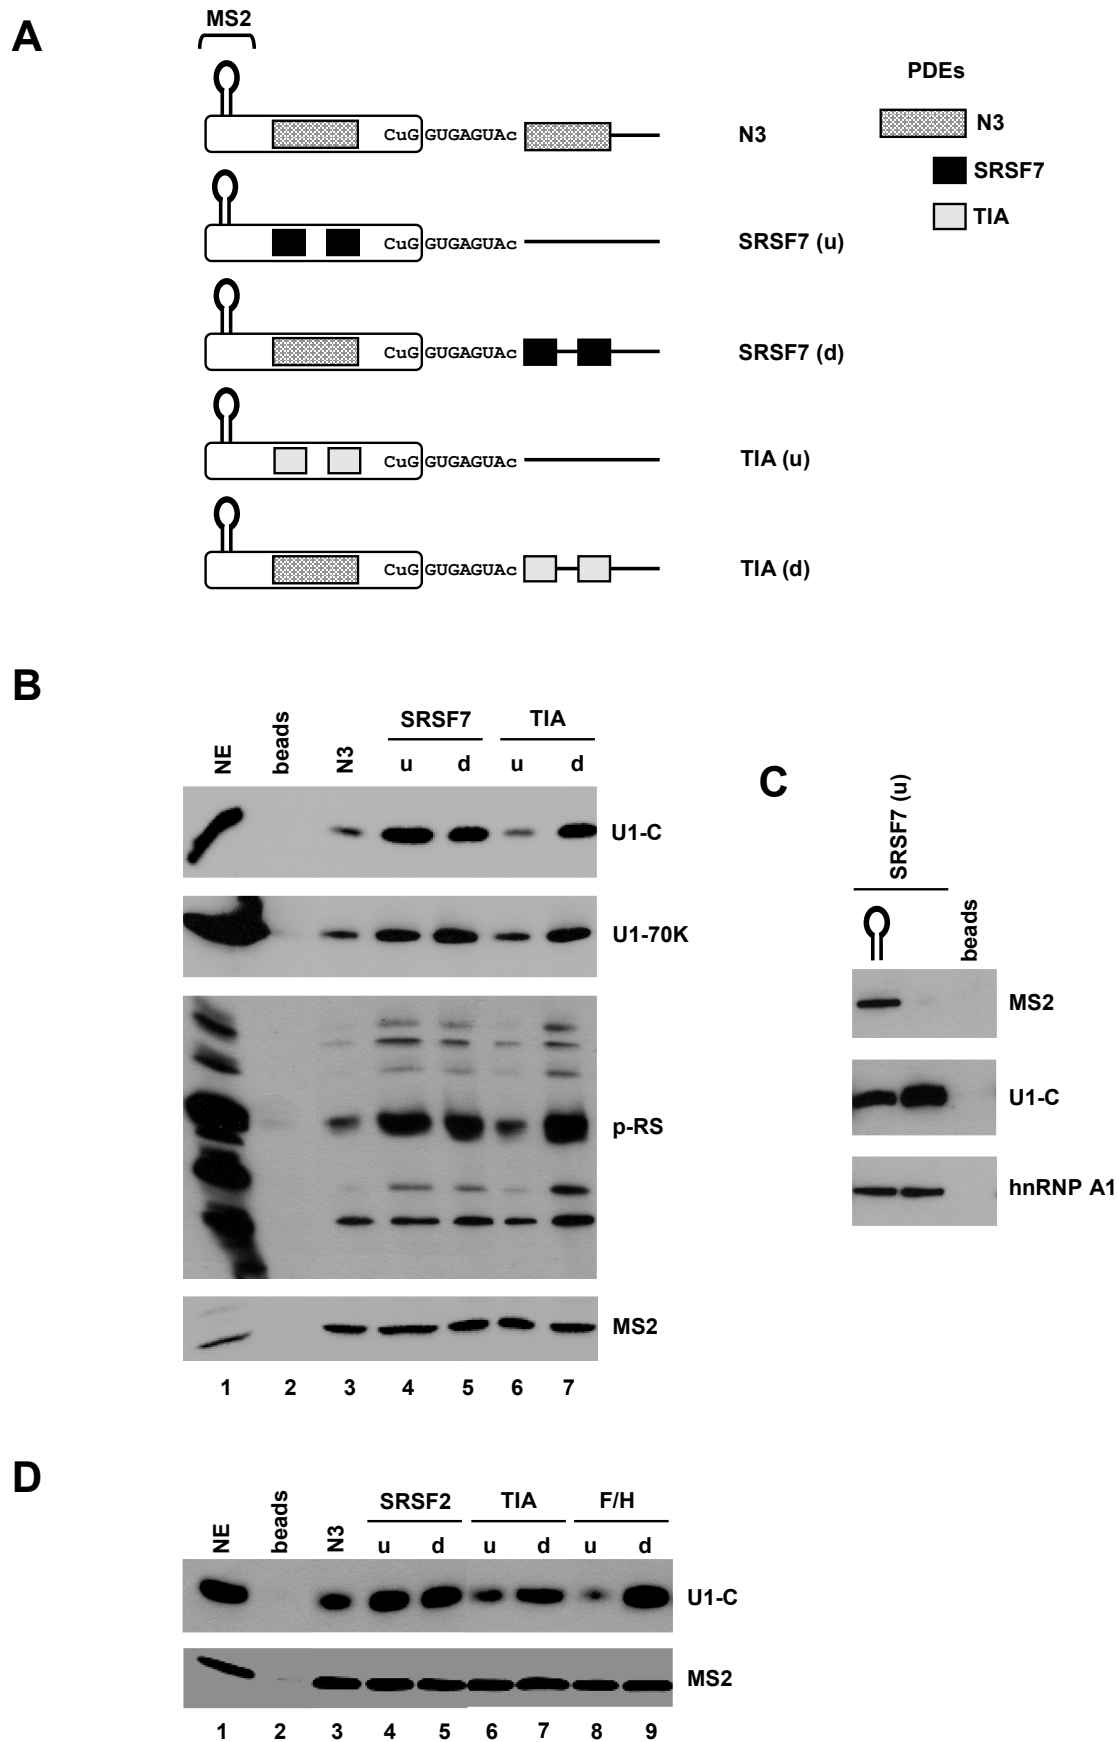 A
MS2
PDEs
N3
SRSF7
TIA
CuG GUGAGUAc N3
CuG GUGAGUAc SRSF7 (u)
CuG GUGAGUAc SRSF7 (d)
CuG GUGAGUAc TIA (u)
CuG GUGAGUAc TIA (d)
B
NE beads N3 SRSF7 TIA
u d u d
U1-C
U1-70K
p-RS
MS2
1 2 3 4 5 6 7
C
SRSF7 (u)
beads
MS2
U1-C
hnRNP A1
D
NE beads N3 SRSF2 TIA F/H
u d u d u d
U1-C
MS2
1 2 3 4 5 6 7 8 9